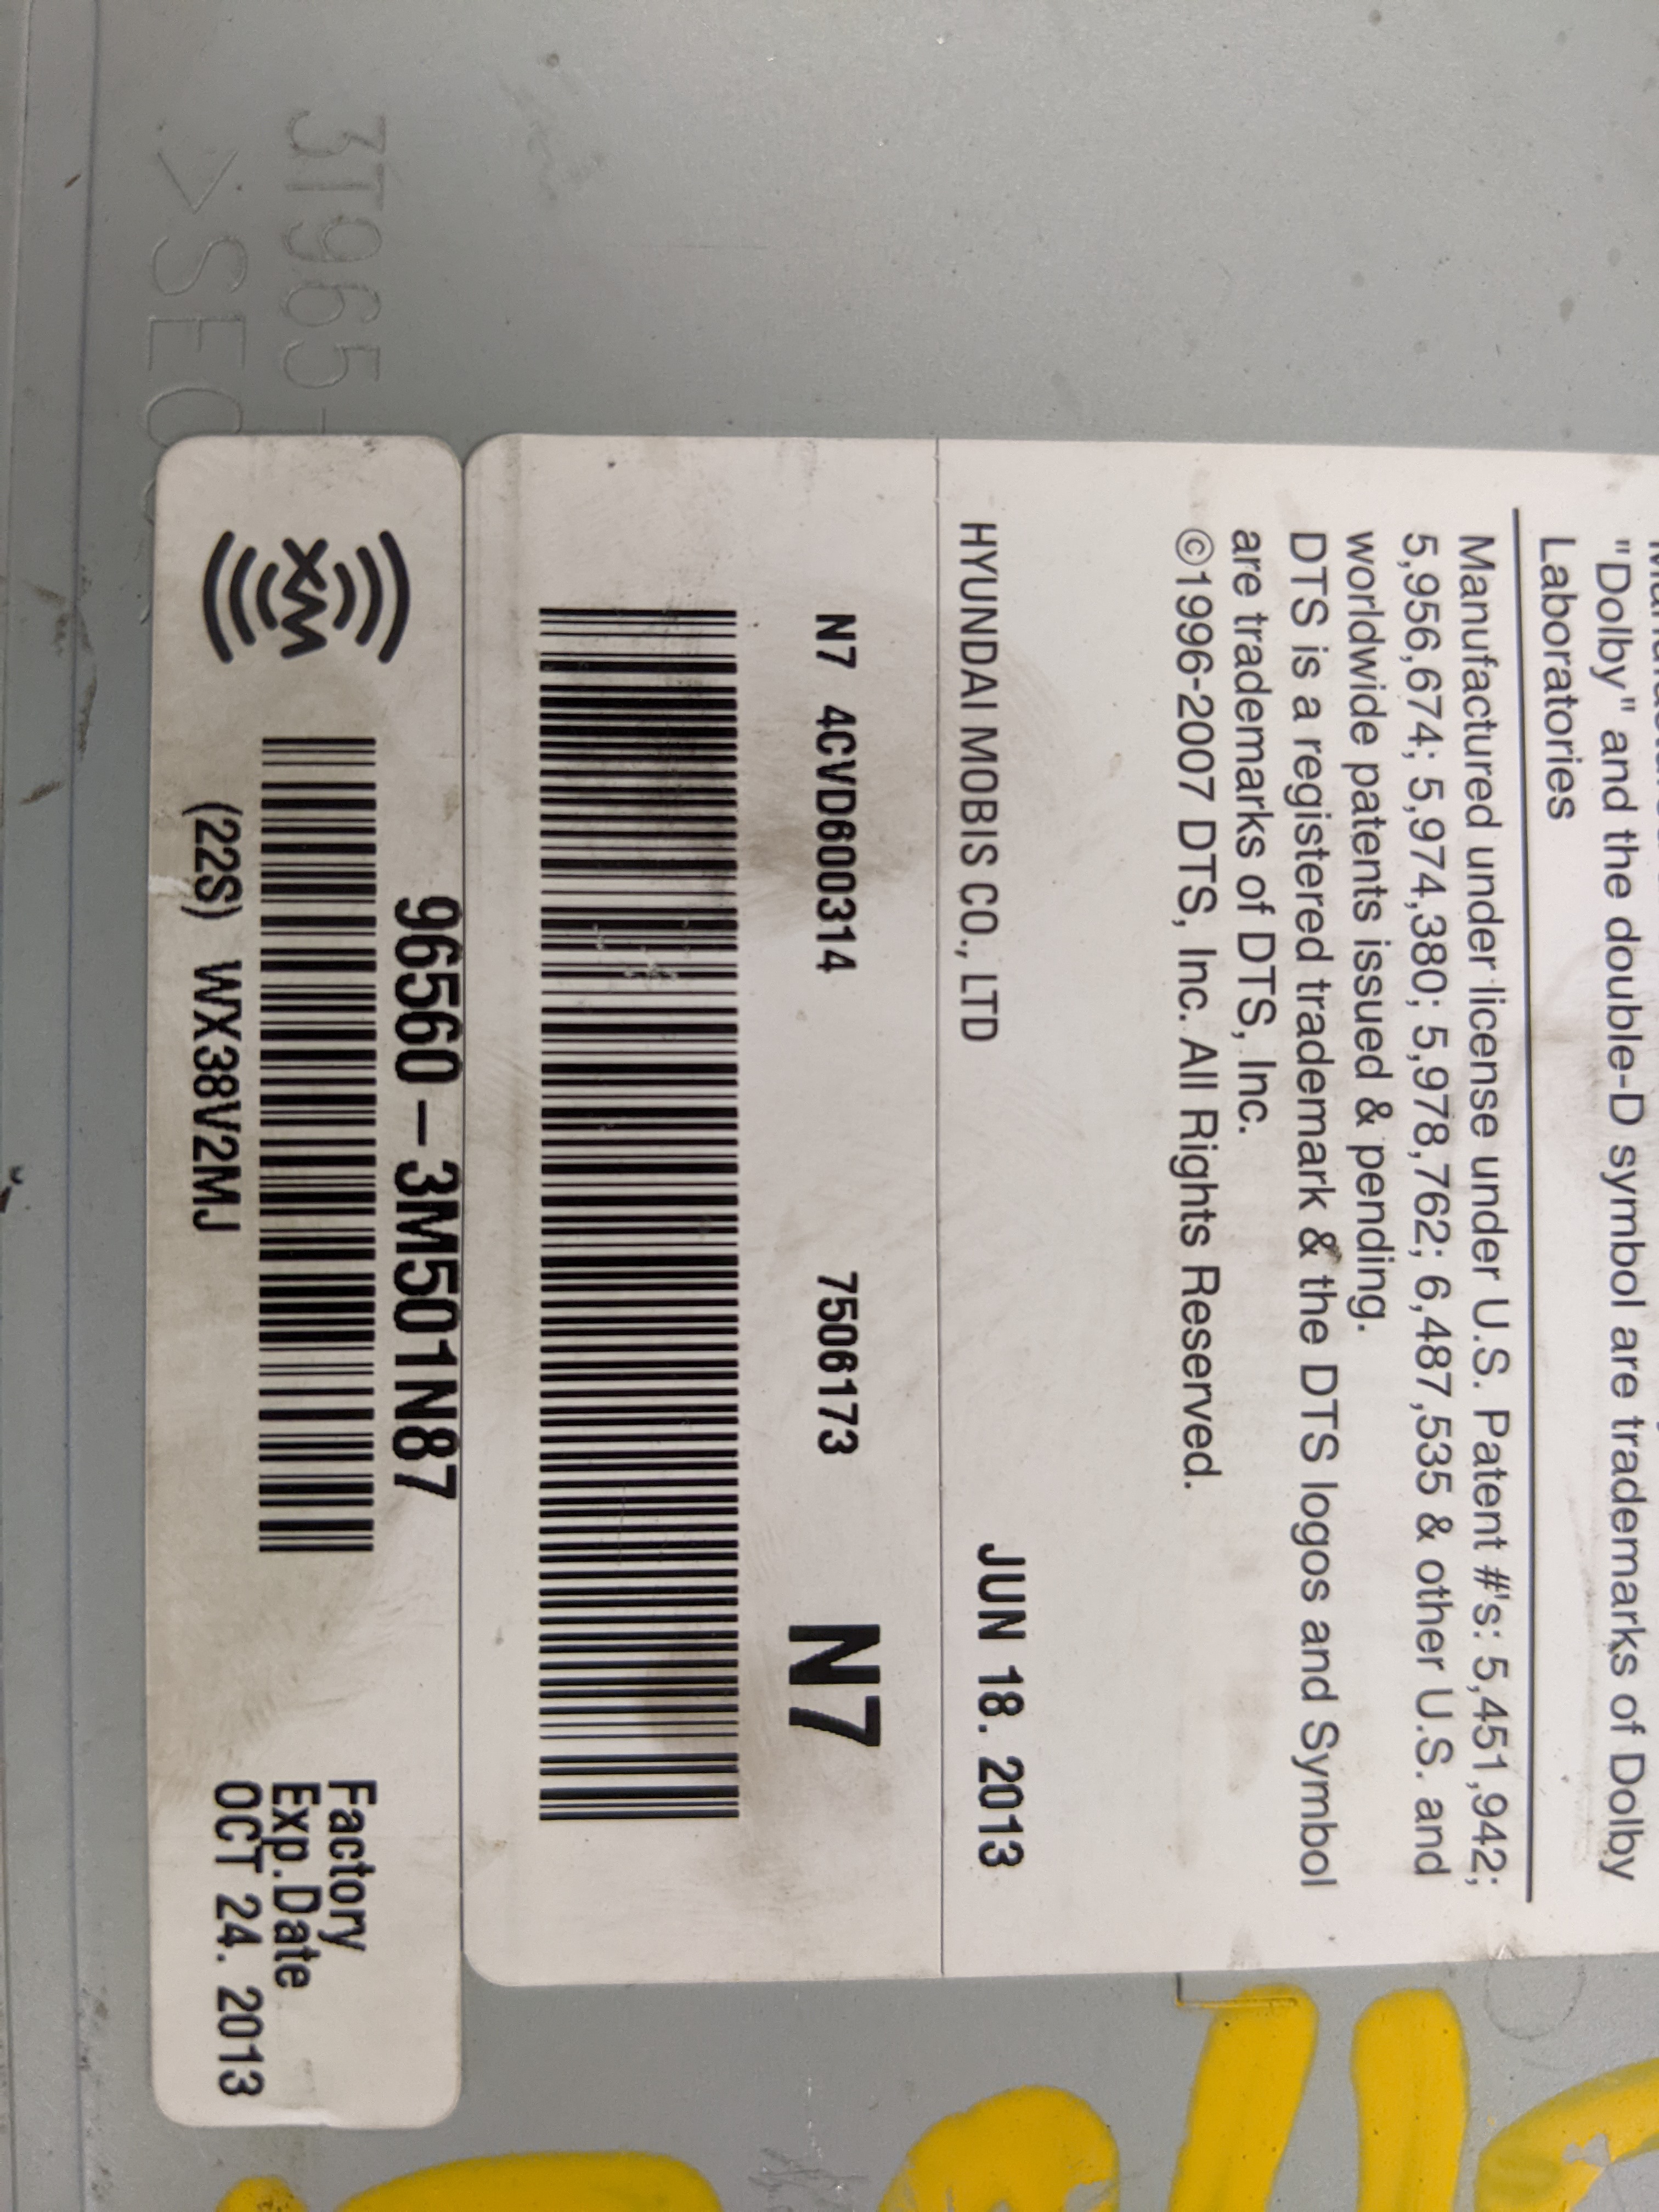 "Dolby" and the double-D symbol are trademarks of Dolby
Laboratories
Manufactured under license under U.S. Patent #'s: 5,451,942;
5,956,674; 5,974,380; 5,978,762; 6,487,535 & other U.S. and
worldwide patents issued & pending.
DTS is a registered trademark & the DTS logos and Symbol
are trademarks of DTS, Inc.
©1996-2007 DTS, Inc. All Rights Reserved.
HYUNDAI MOBIS CO., LTD JUN 18. 2013
N7 4CVD600314 7506173 N7
96560-3M501N87
XM
(22S) WX38V2MJ
Factory
Exp.Date
OCT 24. 2013
3T965-
>SEC